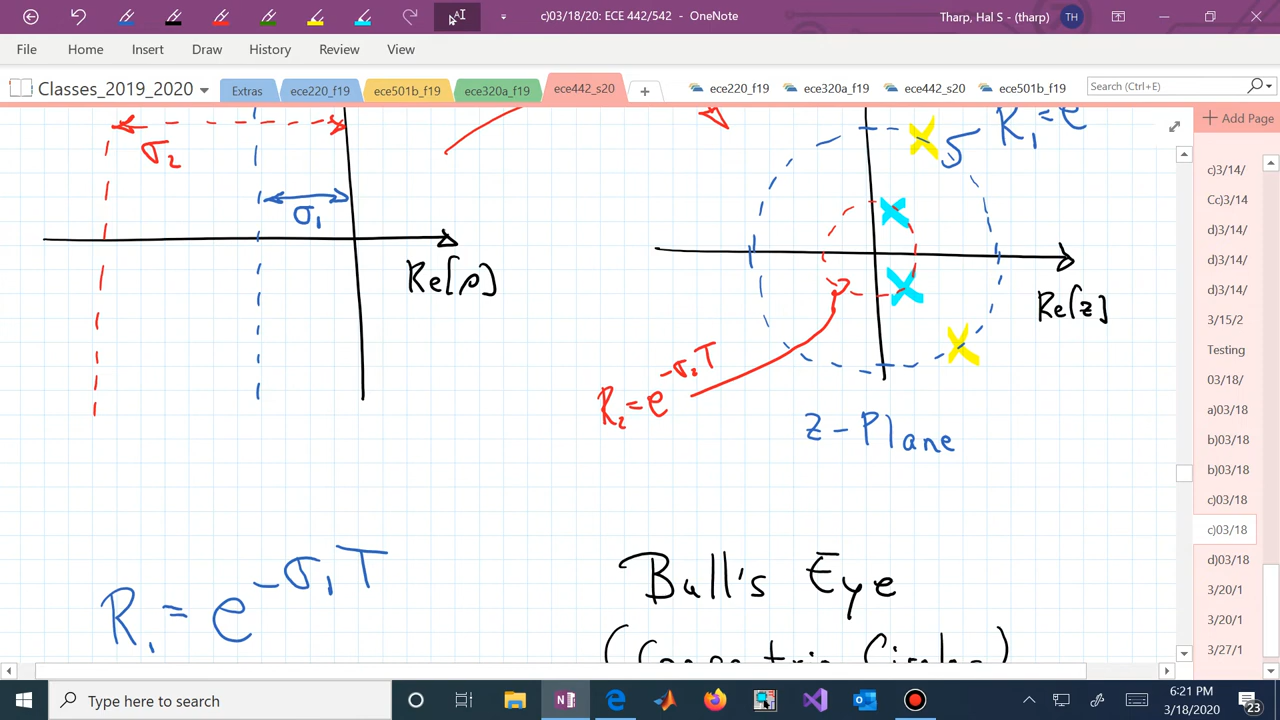 c)03/18/20: ECE 442/542 - OneNote
Tharp, Hal S (tharp) TH
File Home Insert Draw History Review View
Classes_2019_2020 Extras ece220_f19 ece501b_f19 ece320a_f19 ece442_s20 ece220_f19 ece320a_f19 ece442_s20 ece501b_f19 Search (Ctrl+E)
Add Page
c)3/14/
Cc)3/14
d)3/14/
d)3/14/
d)3/14/
3/15/2
Testing
03/18/
a)03/18
b)03/18
b)03/18
c)03/18
c)03/18
d)03/18
3/20/1
3/20/1
3/27/1
σ₂
σ₁
Re[s]
R₁ = e
Re[z]
R₂ = e^-σ₂T
z-Plane
R₁ = e^-σ₁T
Bull's Eye
(Concentric Circles)
Type here to search
6:21 PM
3/18/2020
23